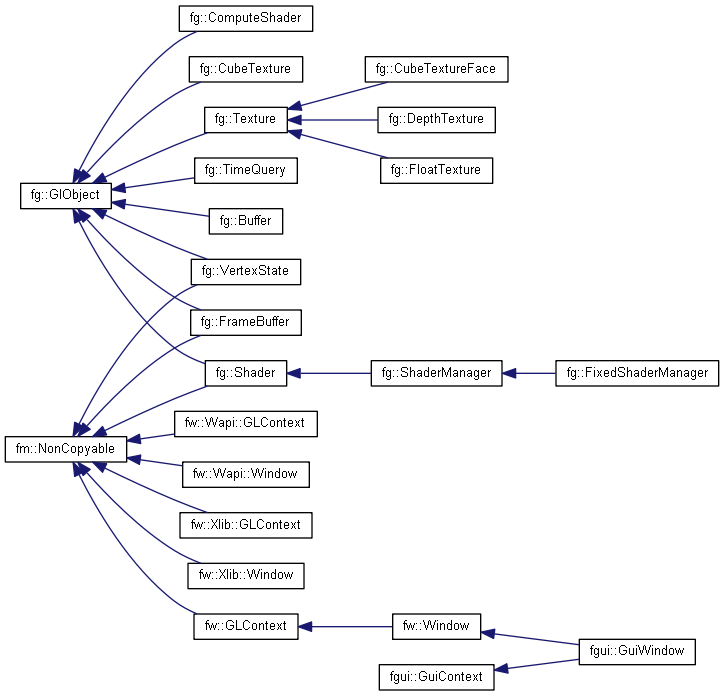 fg::ComputeShader
fg::CubeTexture
fg::CubeTextureFace
fg::Texture
fg::DepthTexture
fg::TimeQuery
fg::FloatTexture
fg::GlObject
fg::Buffer
fg::VertexState
fg::FrameBuffer
fg::Shader
fg::ShaderManager
fg::FixedShaderManager
fw::Wapi::GLContext
fm::NonCopyable
fw::Wapi::Window
fw::Xlib::GLContext
fw::Xlib::Window
fw::GLContext
fw::Window
fgui::GuiWindow
fgui::GuiContext